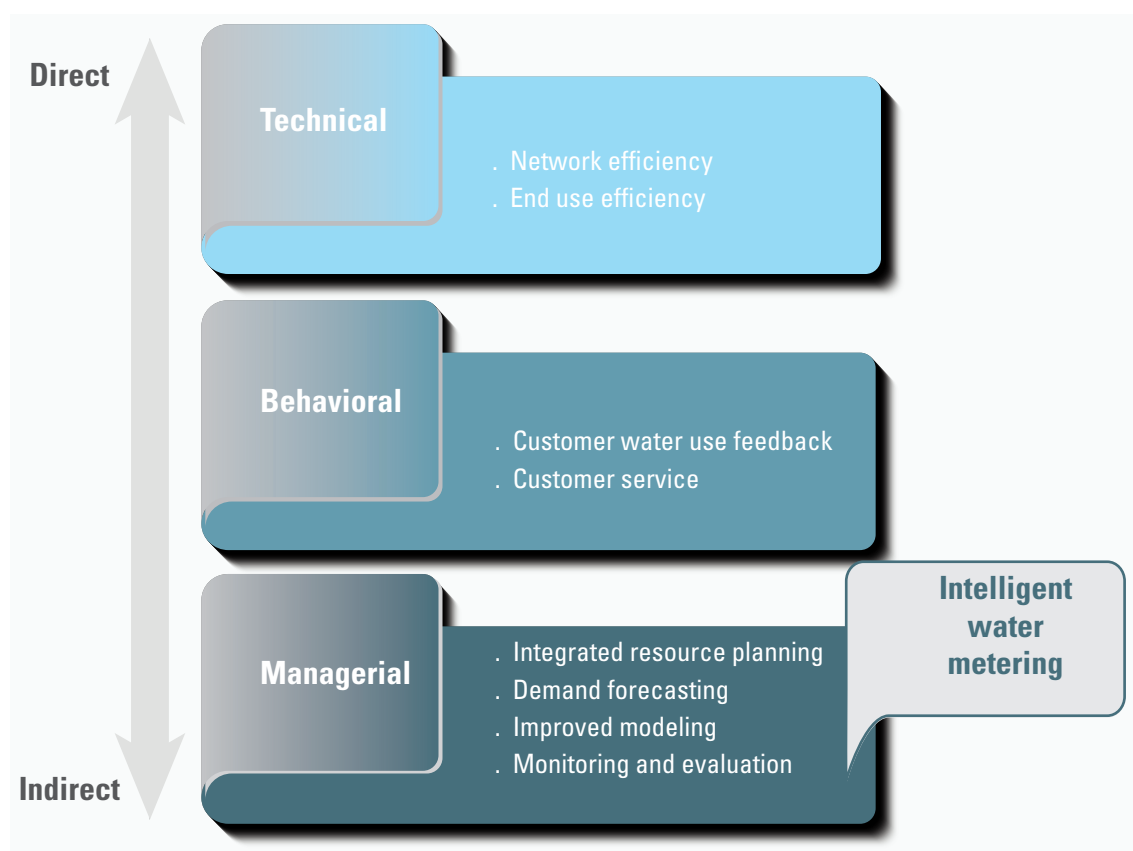 Direct
Technical
. Network efficiency
. End use efficiency
Behavioral
. Customer water use feedback
. Customer service
Intelligent
water
metering
Managerial
. Integrated resource planning
. Demand forecasting
. Improved modeling
. Monitoring and evaluation
Indirect